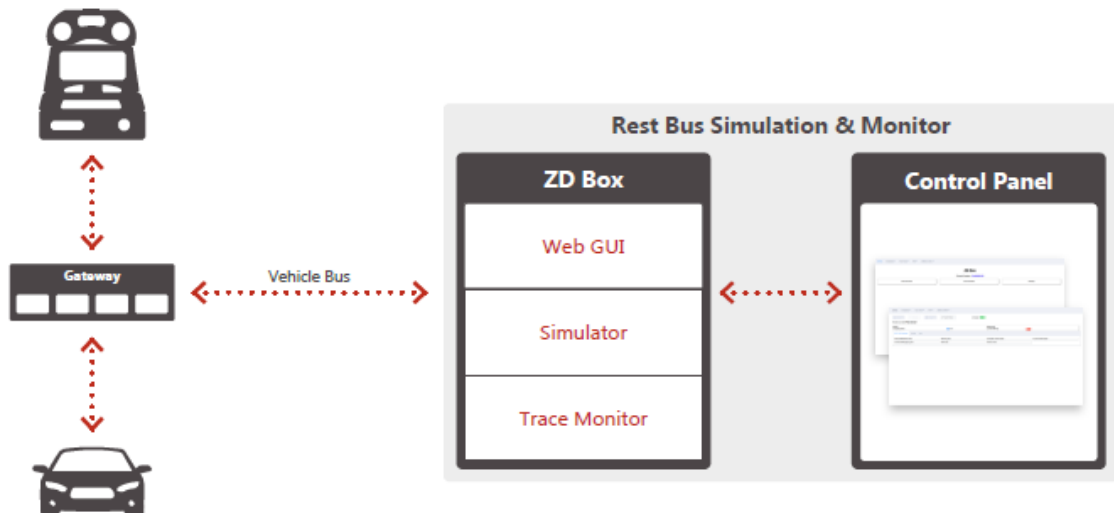 Rest Bus Simulation & Monitor
ZD Box
Control Panel
Web GUI
Gateway
Vehicle Bus
Simulator
Trace Monitor